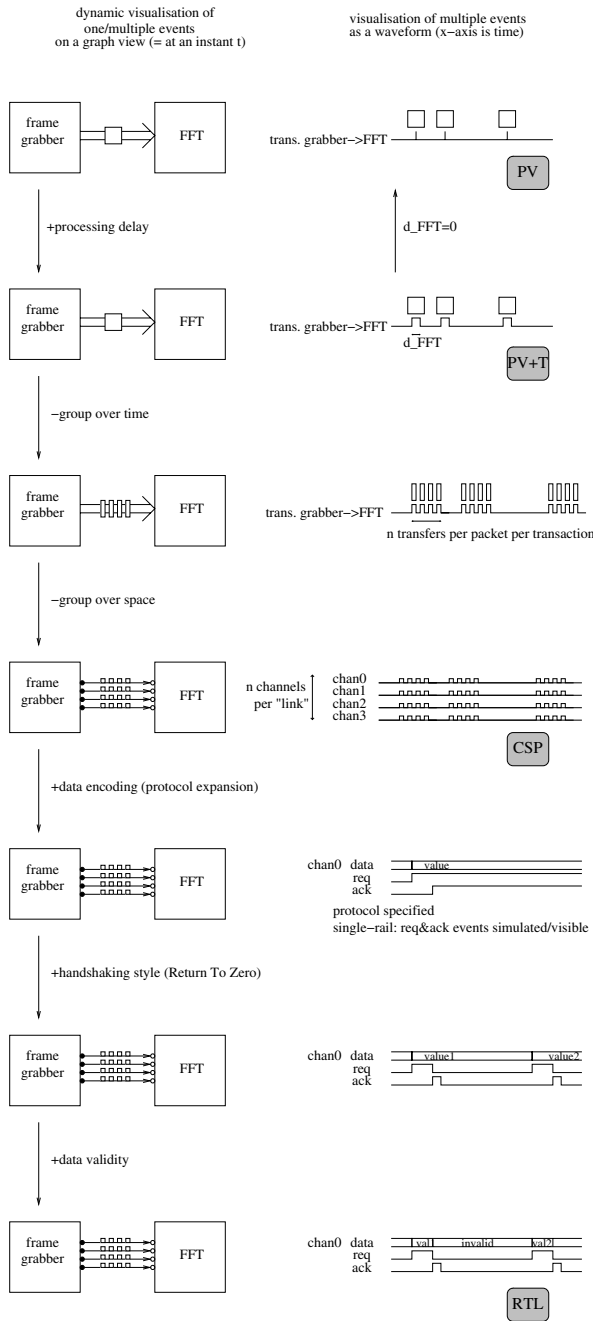 dynamic visualisation of
one/multiple events
on a graph view (= at an instant t)
visualisation of multiple events
as a waveform (x−axis is time)
frame
grabber
FFT
trans. grabber−>FFT
PV
+processing delay
d_FFT=0
frame
grabber
FFT
trans. grabber−>FFT
d_FFT
PV+T
−group over time
frame
grabber
FFT
trans. grabber−>FFT
n transfers per packet per transaction
−group over space
frame
grabber
FFT
n channels
per "link"
chan0
chan1
chan2
chan3
CSP
+data encoding (protocol expansion)
frame
grabber
FFT
chan0 data value
req
ack
protocol specified
single−rail: req&ack events simulated/visible
+handshaking style (Return To Zero)
frame
grabber
FFT
chan0 data value1 value2
req
ack
+data validity
frame
grabber
FFT
chan0 data val1 invalid val2
req
ack
RTL